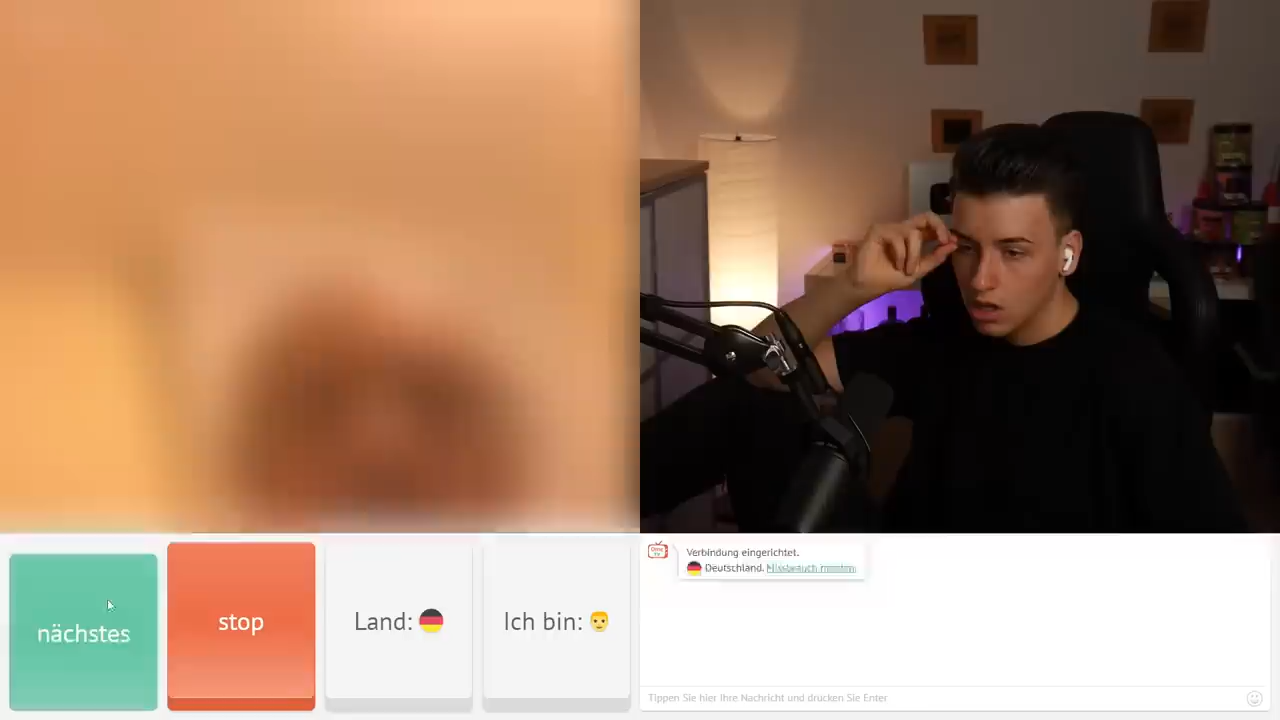 Verbindung eingerichtet.
Deutschland. Missbrauch melden
nächstes
stop
Land:
Ich bin:
Tippen Sie hier Ihre Nachricht und drücken Sie Enter